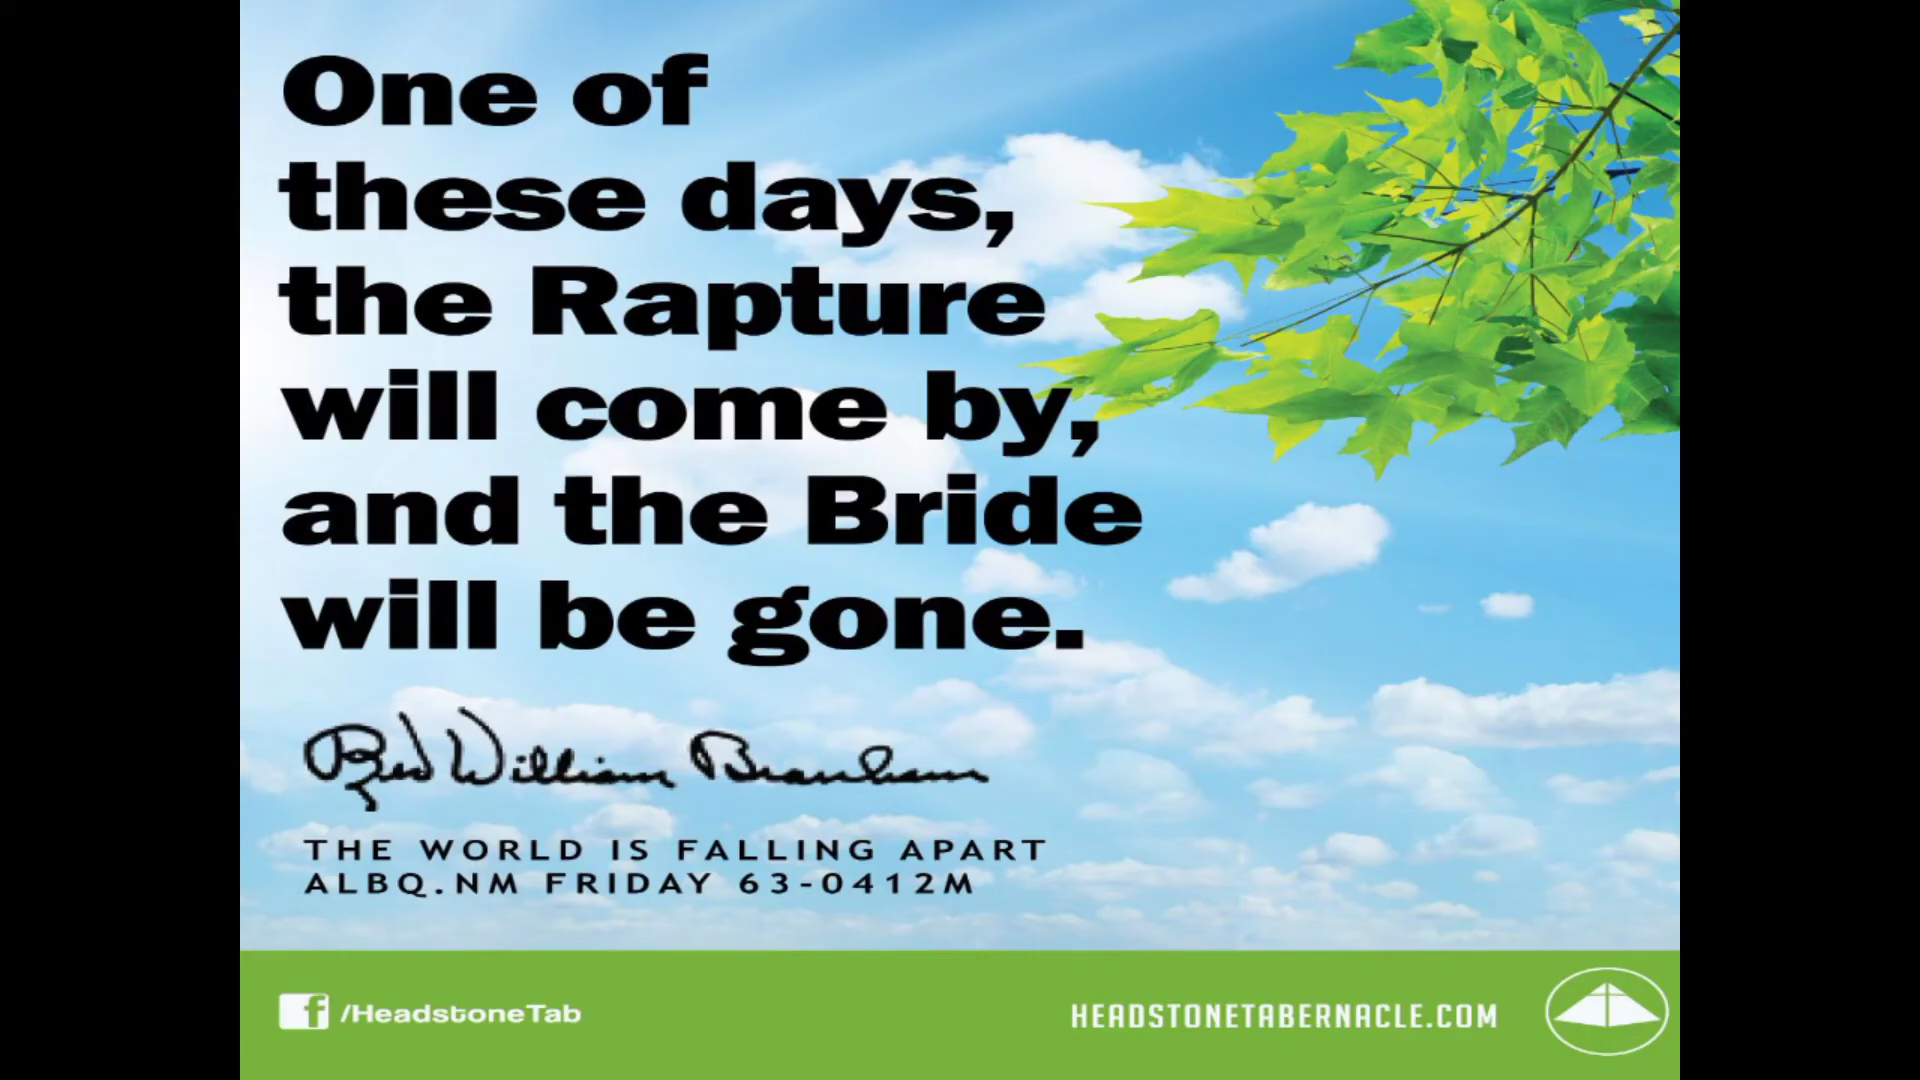 One of
these days,
the Rapture
will come by,
and the Bride
will be gone.
Rev William Branham
THE WORLD IS FALLING APART
ALBQ.NM FRIDAY 63-0412M
f /HeadstoneTab
HEADSTONETABERNACLE.COM